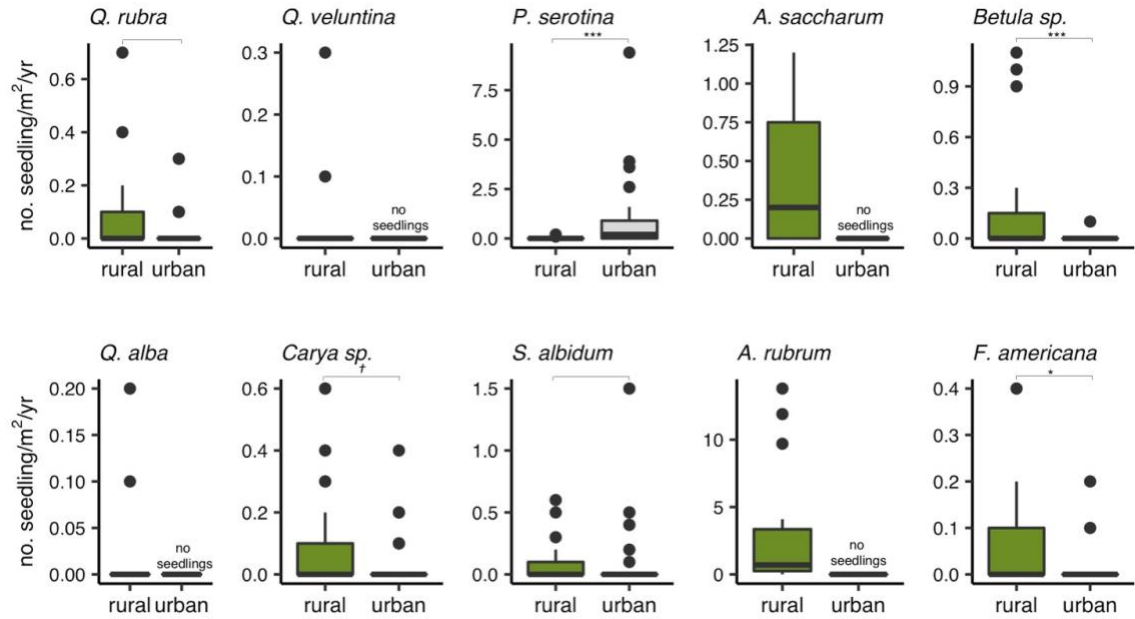 Q. rubra
Q. veluntina
P. serotina
A. saccharum
Betula sp.
no. seedling/m²/yr
0.6
0.4
0.2
0.0
rural urban
0.3
0.2
0.1
0.0
no
seedlings
rural urban
***
7.5
5.0
2.5
0.0
rural urban
1.25
1.00
0.75
0.50
0.25
0.00
no
seedlings
rural urban
***
0.9
0.6
0.3
0.0
rural urban
Q. alba
Carya sp.
S. albidum
A. rubrum
F. americana
no. seedling/m²/yr
0.20
0.15
0.10
0.05
0.00
no
seedlings
rural urban
†
0.6
0.4
0.2
0.0
rural urban
1.5
1.0
0.5
0.0
rural urban
10
5
0
no
seedlings
rural urban
*
0.4
0.3
0.2
0.1
0.0
rural urban